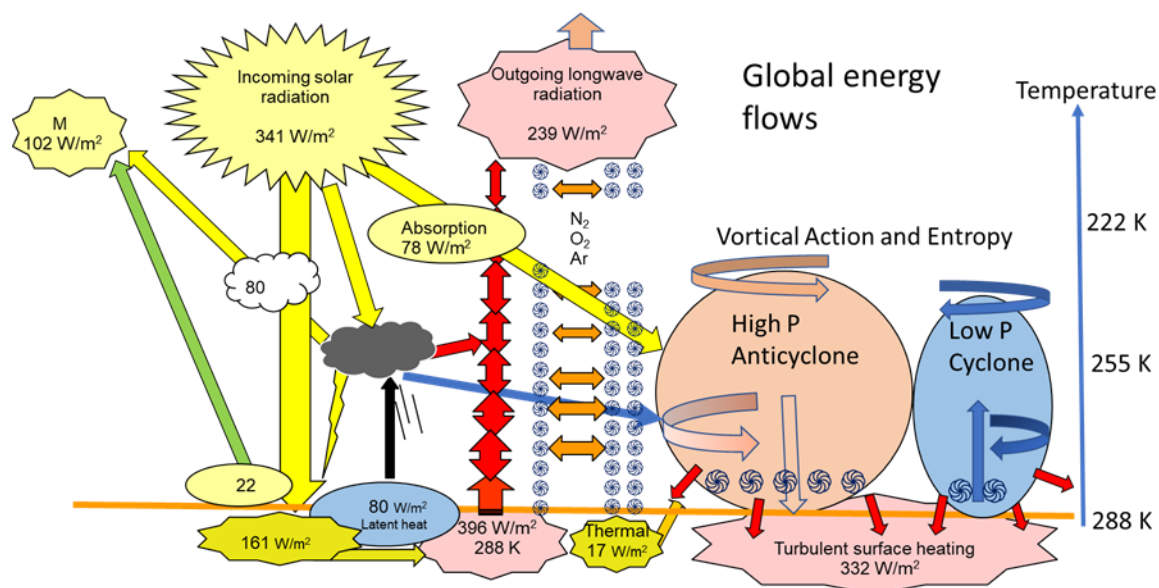 Incoming solar
radiation
341 W/m²
M
102 W/m²
Outgoing longwave
radiation
239 W/m²
Global energy
flows
Temperature
Absorption
78 W/m²
N₂
O₂
Ar
222 K
Vortical Action and Entropy
80
High P
Anticyclone
Low P
Cyclone
255 K
22
80 W/m²
Latent heat
161 W/m²
396 W/m²
288 K
Thermal
17 W/m²
Turbulent surface heating
332 W/m²
288 K